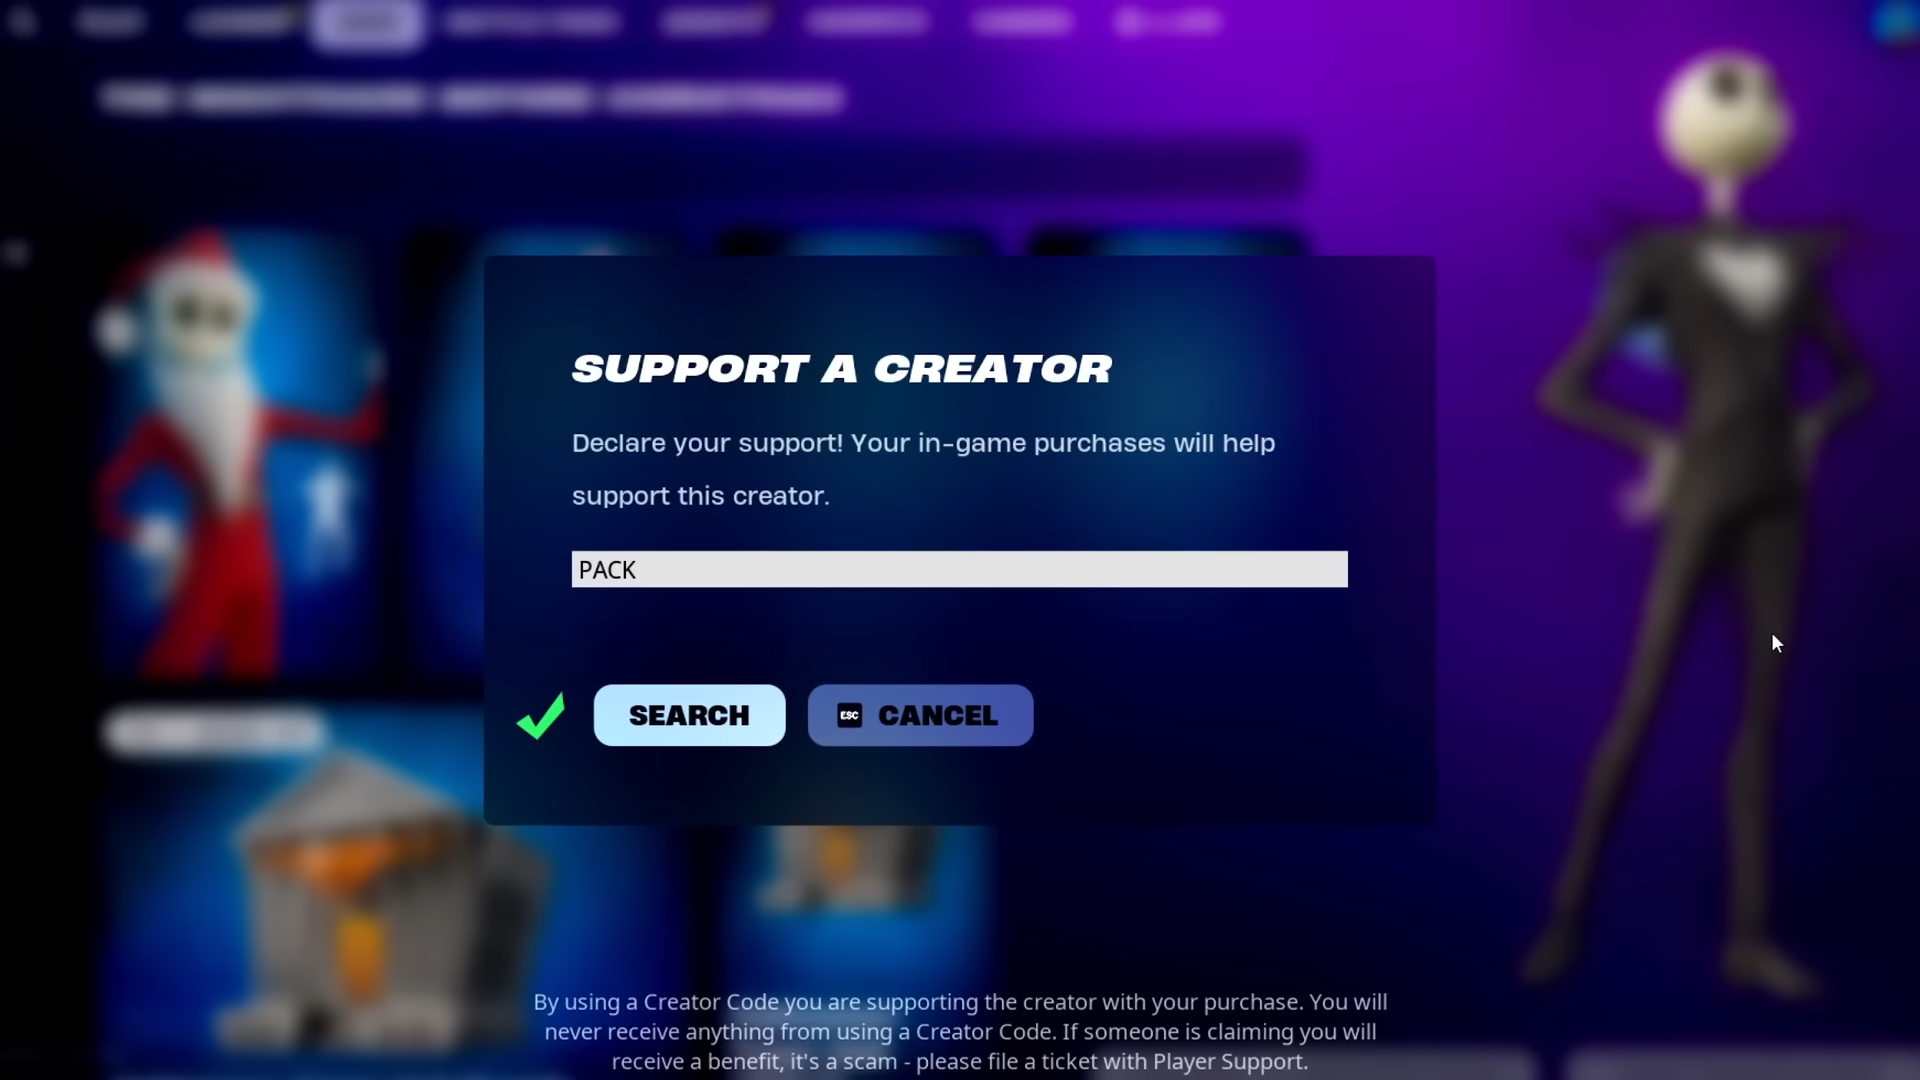 SUPPORT A CREATOR
Declare your support! Your in-game purchases will help
support this creator.
PACK
SEARCH
ESC CANCEL
By using a Creator Code you are supporting the creator with your purchase. You will
never receive anything from using a Creator Code. If someone is claiming you will
receive a benefit, it's a scam - please file a ticket with Player Support.